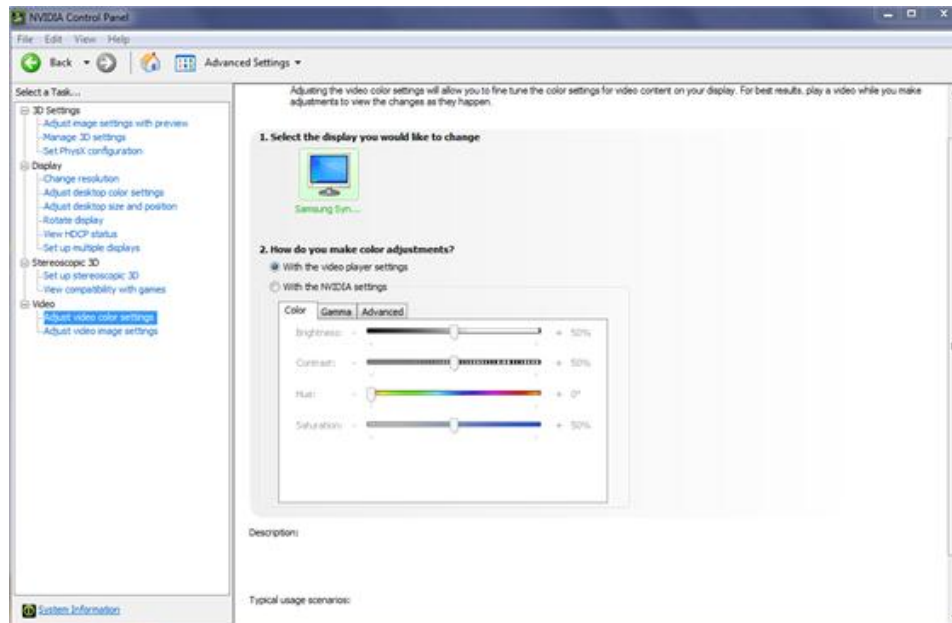 NVIDIA Control Panel
File Edit View Help
Back
Advanced Settings
Select a Task...
3D Settings
Adjust image settings with preview
Manage 3D settings
Set PhysX configuration
Display
Change resolution
Adjust desktop color settings
Adjust desktop size and position
Rotate display
View HDCP status
Set up multiple displays
Stereoscopic 3D
Set up stereoscopic 3D
View compatibility with games
Video
Adjust video color settings
Adjust video image settings
System Information
Adjusting the video color settings will allow you to fine tune the color settings for video content on your display. For best results, play a video while you make
adjustments to view the changes as they happen.
1. Select the display you would like to change
Samsung Syn...
2. How do you make color adjustments?
With the video player settings
With the NVIDIA settings
Color Gamma Advanced
Brightness: - + 50%
Contrast: - + 50%
Hue: - + 0°
Saturation: - + 50%
Description:
Typical usage scenarios: